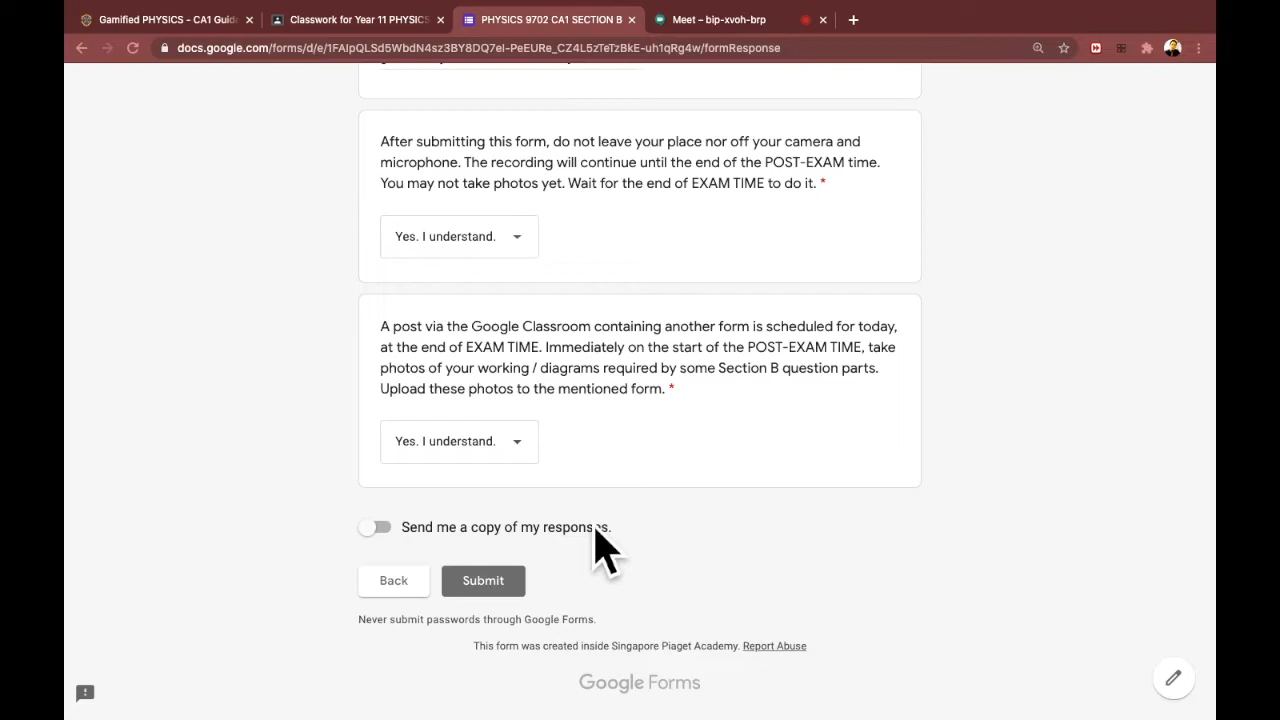 Gamified PHYSICS - CA1 Guid
Classwork for Year 11 PHYSICS
PHYSICS 9702 CA1 SECTION B
Meet – bip-xvoh-brp
docs.google.com/forms/d/e/1FAIpQLSd5WbdN4sz3BY8DQ7el-PeEURe_CZ4L5zTeTzBkE-uh1qRg4w/formResponse
After submitting this form, do not leave your place nor off your camera and
microphone. The recording will continue until the end of the POST-EXAM time.
You may not take photos yet. Wait for the end of EXAM TIME to do it. *
Yes. I understand.
A post via the Google Classroom containing another form is scheduled for today,
at the end of EXAM TIME. Immediately on the start of the POST-EXAM TIME, take
photos of your working / diagrams required by some Section B question parts.
Upload these photos to the mentioned form. *
Yes. I understand.
Send me a copy of my responses.
Back
Submit
Never submit passwords through Google Forms.
This form was created inside Singapore Piaget Academy. Report Abuse
Google Forms